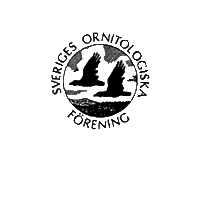 SVERIGES ORNITOLOGISKA
FÖRENING